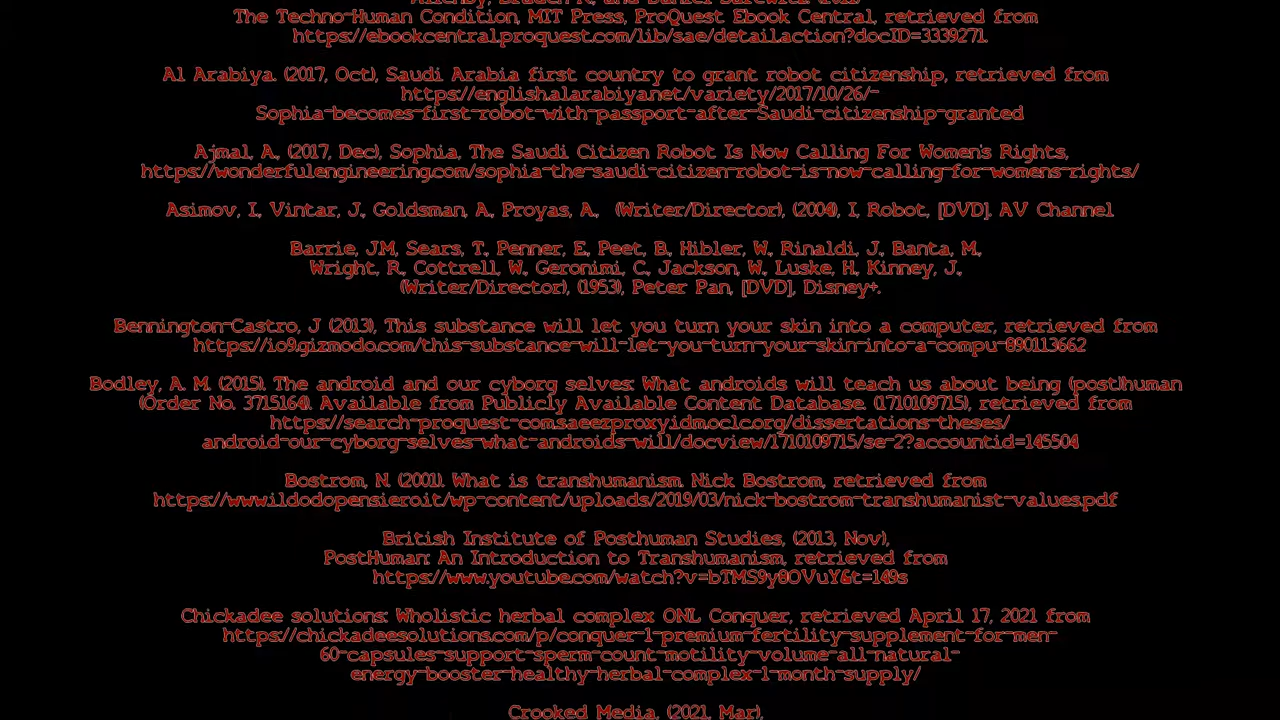 The Techno-Human Condition, MIT Press, ProQuest Ebook Central, retrieved from
https://ebookcentral.proquest.com/lib/sae/detail.action?docID=3339271.
Al Arabiya. (2017, Oct), Saudi Arabia first country to grant robot citizenship, retrieved from
https://english.alarabiya.net/variety/2017/10/26/-
Sophia-becomes-first-robot-with-passport-after-Saudi-citizenship-granted
Ajmal, A., (2017, Dec), Sophia, The Saudi Citizen Robot Is Now Calling For Women's Rights,
https://wonderfulengineering.com/sophia-the-saudi-citizen-robot-is-now-calling-for-womens-rights/
Asimov, I., Vintar, J., Goldsman, A., Proyas, A., (Writer/Director), (2004), I, Robot, [DVD]. AV Channel
Barrie, JM, Sears, T., Penner, E., Peet, B., Hibler, W., Rinaldi, J., Banta, M.,
Wright, R., Cottrell, W., Geronimi, C., Jackson, W., Luske, H., Kinney, J.,
(Writer/Director), (1953), Peter Pan, [DVD], Disney+.
Bennington-Castro, J (2013), This substance will let you turn your skin into a computer, retrieved from
https://io9.gizmodo.com/this-substance-will-let-you-turn-your-skin-into-a-compu-890113662
Bodley, A. M. (2015). The android and our cyborg selves: What androids will teach us about being (post)human
(Order No. 3715164). Available from Publicly Available Content Database. (1710109715), retrieved from
https://search-proquest-com.saeezproxy.idm.oclc.org/dissertations-theses/
android-our-cyborg-selves-what-androids-will/docview/1710109715/se-2?accountid=145504
Bostrom, N. (2001). What is transhumanism. Nick Bostrom, retrieved from
https://www.ildodopensiero.it/wp-content/uploads/2019/03/nick-bostrom-transhumanist-values.pdf
British Institute of Posthuman Studies, (2013, Nov),
PostHuman: An Introduction to Transhumanism, retrieved from
https://www.youtube.com/watch?v=bTMS9y8OVuY&t=149s
Chickadee solutions: Wholistic herbal complex ONL Conquer, retrieved April 17, 2021 from
https://chickadeesolutions.com/p/conquer-1-premium-fertility-supplement-for-men-
60-capsules-support-sperm-count-motility-volume-all-natural-
energy-booster-healthy-herbal-complex-1-month-supply/
Crooked Media, (2021, Mar),